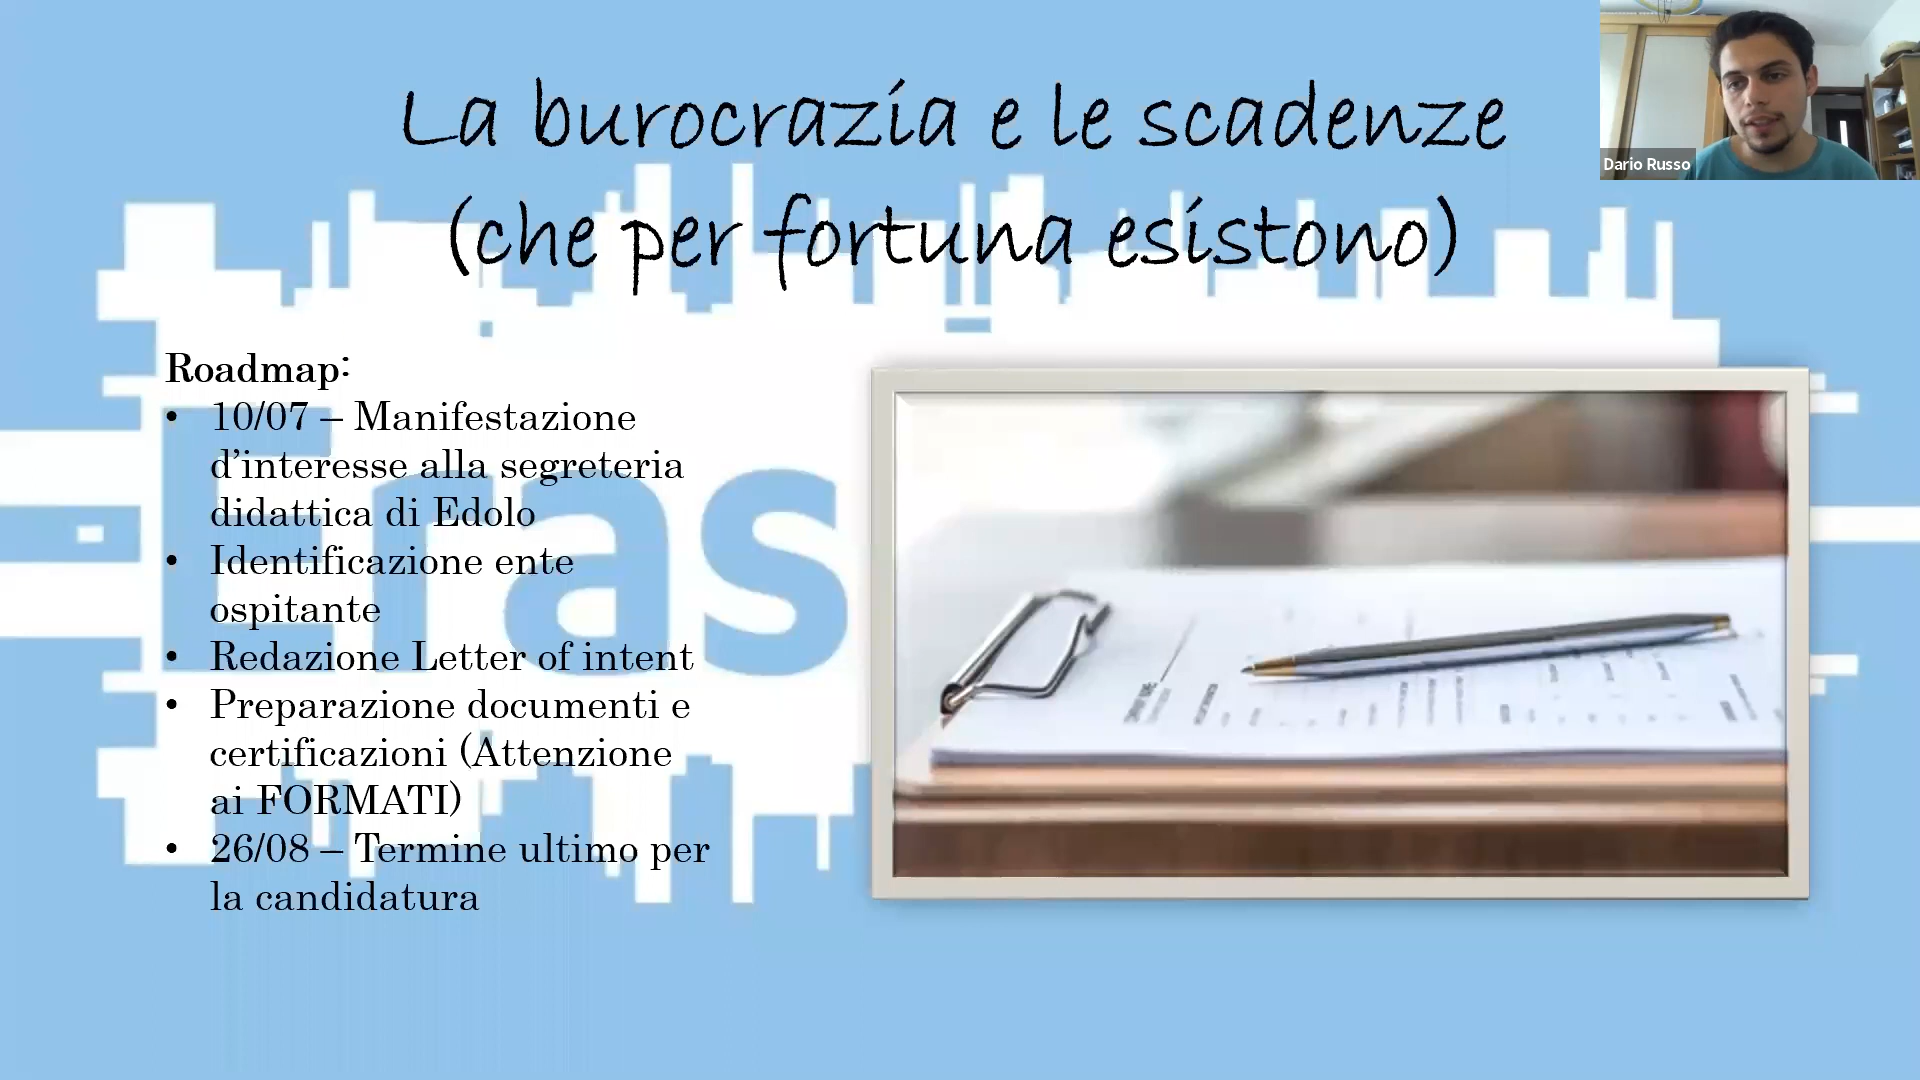 La burocrazia e le scadenze
(che per fortuna esistono)
Dario Russo
Roadmap:
• 10/07 – Manifestazione
d’interesse alla segreteria
didattica di Edolo
• Identificazione ente
ospitante
• Redazione Letter of intent
• Preparazione documenti e
certificazioni (Attenzione
ai FORMATI)
• 26/08 – Termine ultimo per
la candidatura
Eras